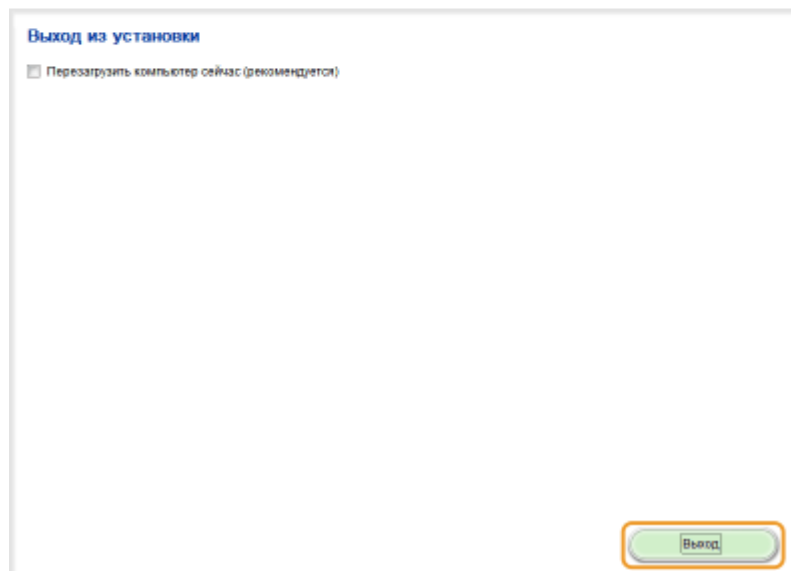 Выход из установки
Перезагрузить компьютер сейчас (рекомендуется)
Выход